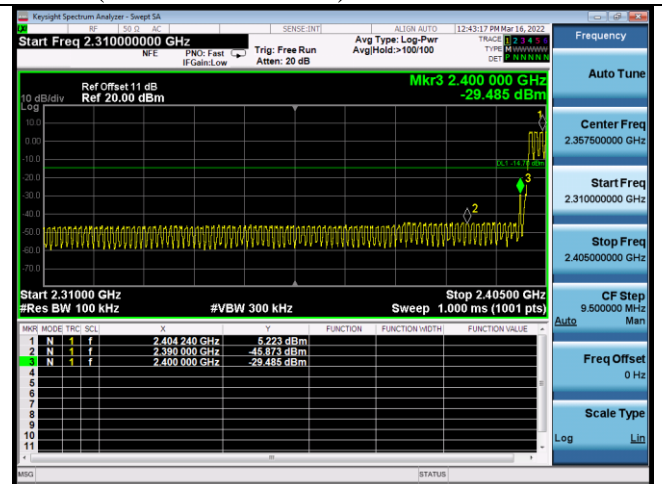 Keysight Spectrum Analyzer - Swept SA
RF 50 Ω AC SENSE:INT ALIGN AUTO 12:43:17 PM Mar 16, 2022
Start Freq 2.310000000 GHz
NFE PNO: Fast IFGain:Low
Trig: Free Run
Atten: 20 dB
Avg Type: Log-Pwr
Avg|Hold:>100/100
TRACE 1 2 3 4 5 6
TYPE M W W W W W
DET P N N N N N
Ref Offset 11 dB
10 dB/div Ref 20.00 dBm
Log
Mkr3 2.400 000 GHz
-29.485 dBm
10.0
0.00
-10.0
-20.0
-30.0
-40.0
-50.0
-60.0
-70.0
1
DL1 -14.78 dBm
3
2
Start 2.31000 GHz Stop 2.40500 GHz
#Res BW 100 kHz #VBW 300 kHz Sweep 1.000 ms (1001 pts)
MKR MODE TRC SCL X Y FUNCTION FUNCTION WIDTH FUNCTION VALUE
1 N 1 f 2.404 240 GHz 5.223 dBm
2 N 1 f 2.390 000 GHz -45.873 dBm
3 N 1 f 2.400 000 GHz -29.485 dBm
4
5
6
7
8
9
10
11
MSG STATUS
Frequency
Auto Tune
Center Freq
2.357500000 GHz
Start Freq
2.310000000 GHz
Stop Freq
2.405000000 GHz
CF Step
9.500000 MHz
Auto Man
Freq Offset
0 Hz
Scale Type
Log Lin